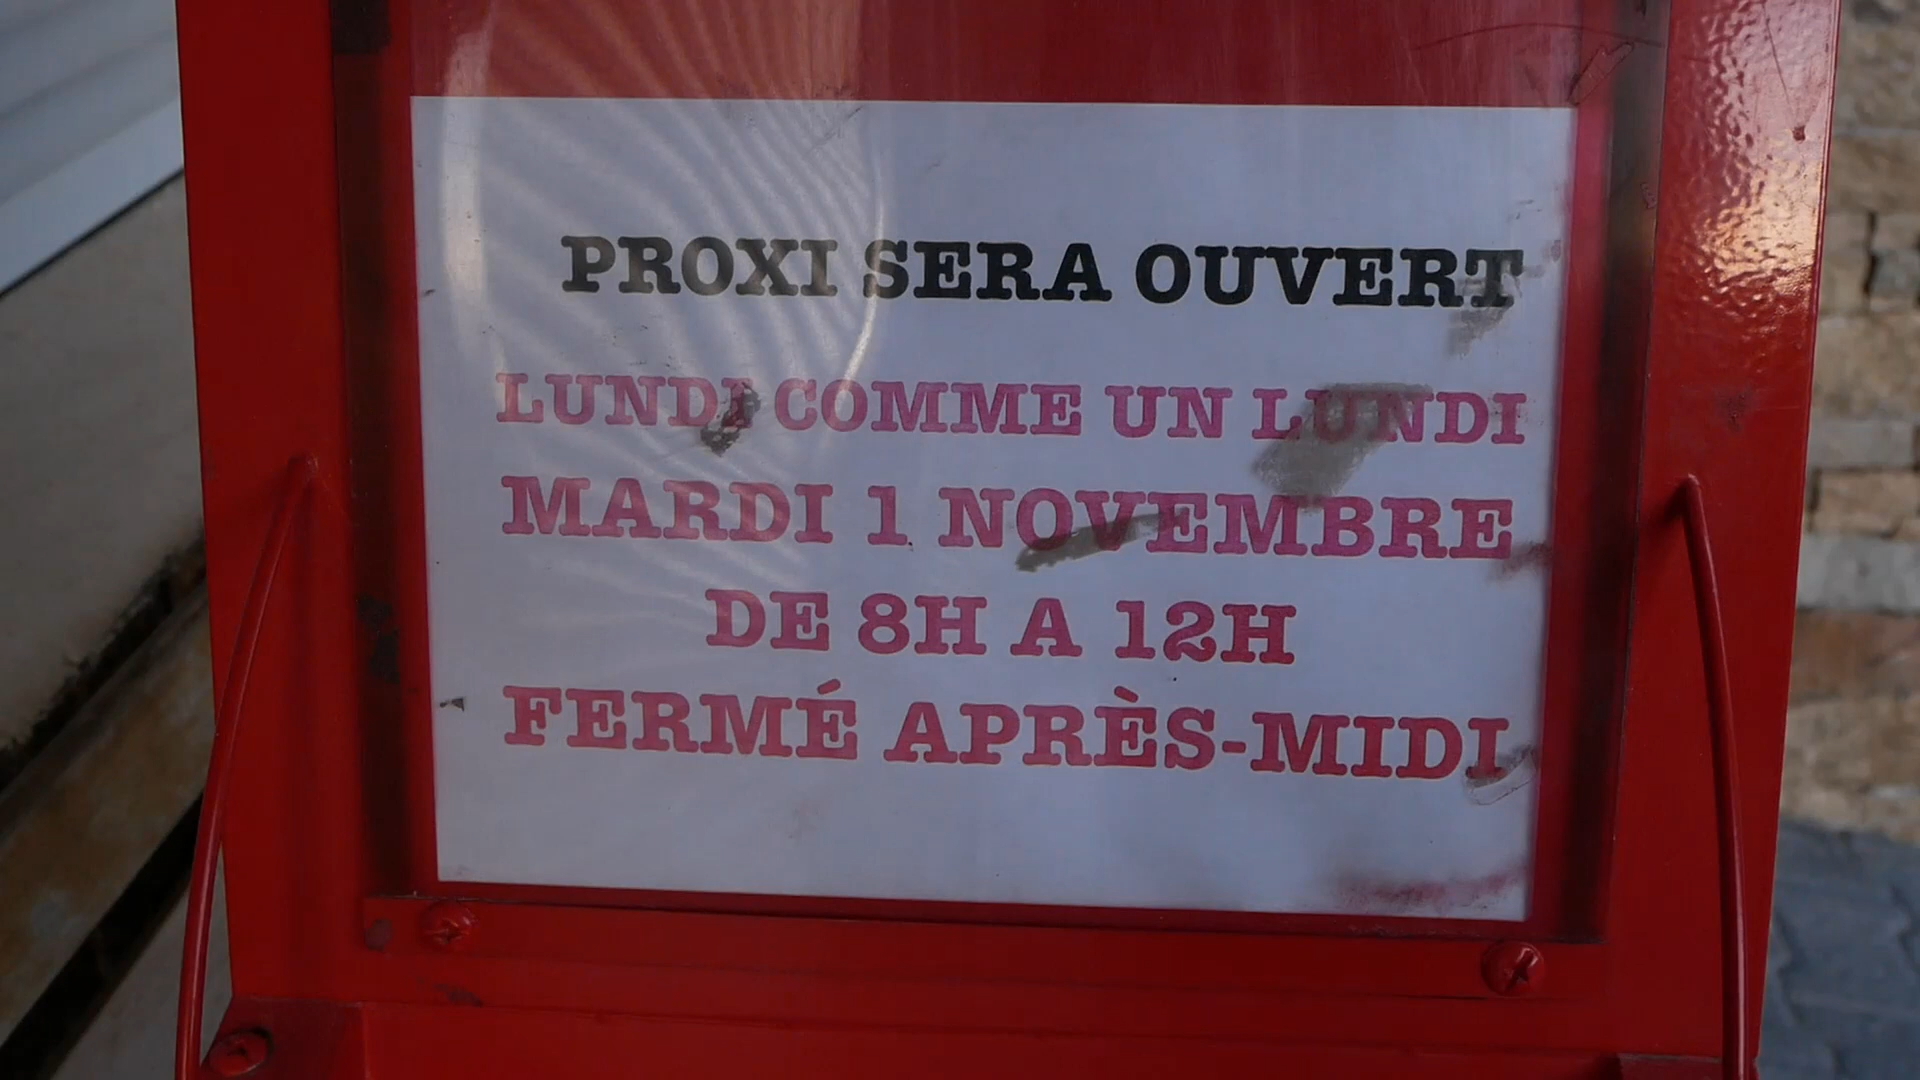 PROXI SERA OUVERT
LUNDI COMME UN LUNDI
MARDI 1 NOVEMBRE
DE 8H A 12H
FERMÉ APRÈS-MIDI